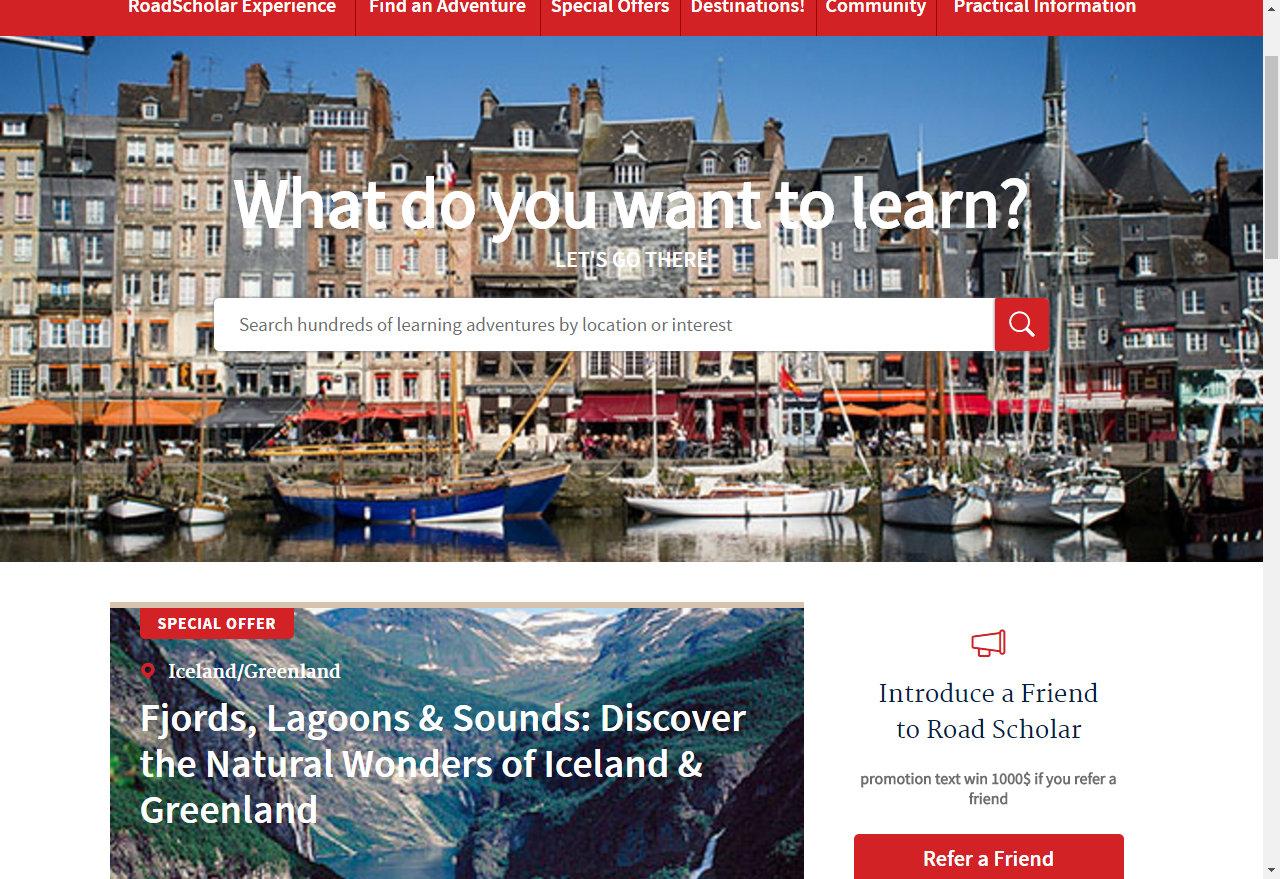 RoadScholar Experience
Find an Adventure
Special Offers
Destinations!
Community
Practical Information
What do you want to learn?
LET'S GO THERE
Search hundreds of learning adventures by location or interest
SPECIAL OFFER
Iceland/Greenland
Fjords, Lagoons & Sounds: Discover
the Natural Wonders of Iceland &
Greenland
Introduce a Friend
to Road Scholar
promotion text win 1000$ if you refer a
friend
Refer a Friend